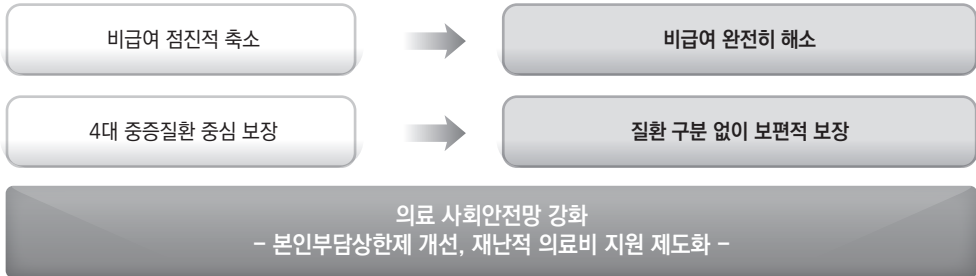 비급여 점진적 축소
비급여 완전히 해소
4대 중증질환 중심 보장
질환 구분 없이 보편적 보장
의료 사회안전망 강화
– 본인부담상한제 개선, 재난적 의료비 지원 제도화 –